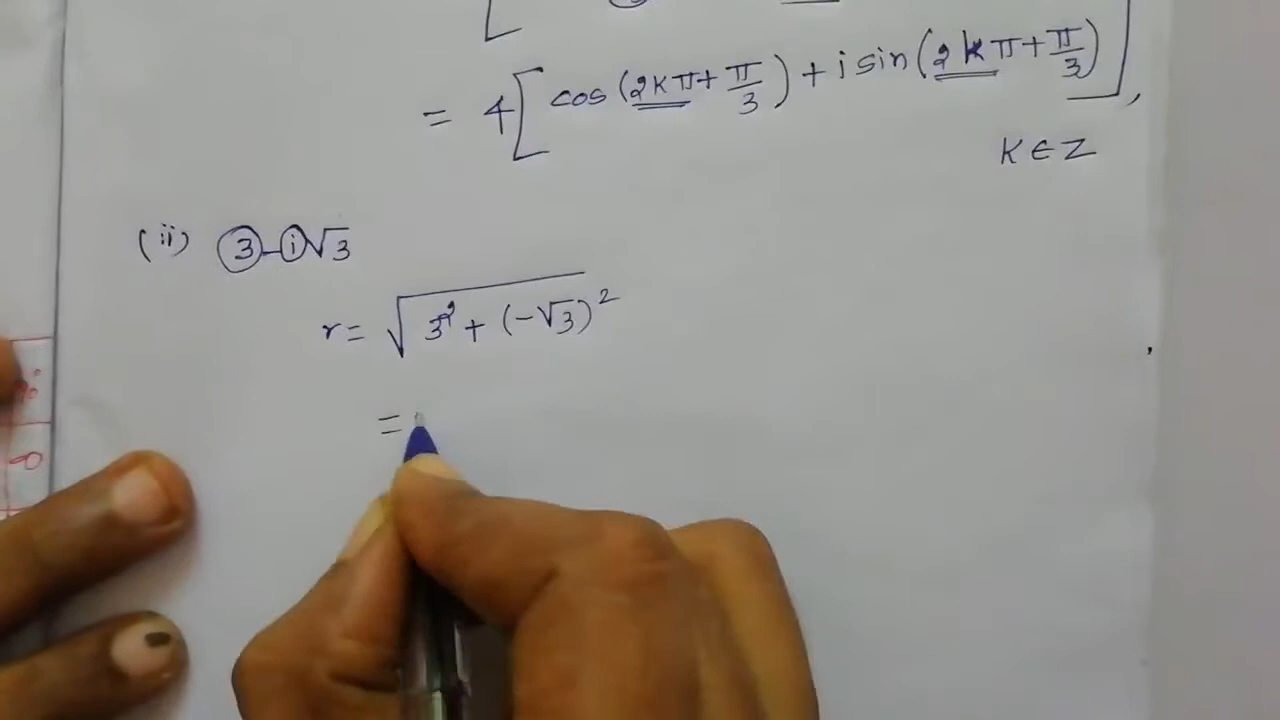 = 4[cos(2kπ+π/3)+i sin(2kπ+π/3)],
K∈Z
(ii) 3-i√3
r= √3²+(-√3)²
=